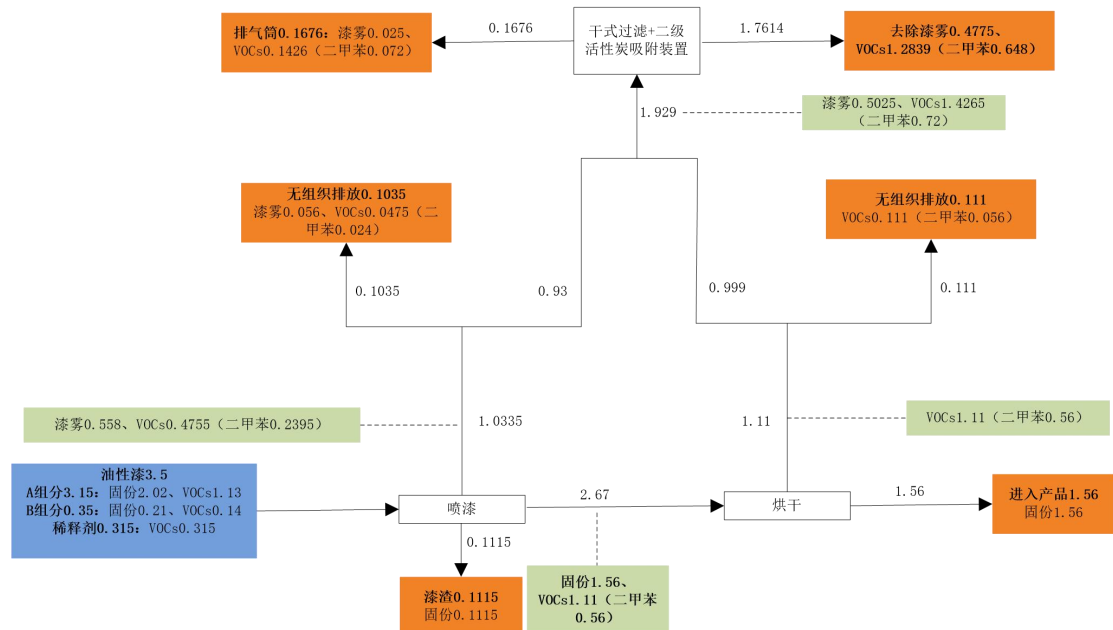 排气筒0.1676：漆雾0.025、
VOCs0.1426（二甲苯0.072）
0.1676
干式过滤+二级
活性炭吸附装置
1.7614
去除漆雾0.4775、
VOCs1.2839（二甲苯0.648）
1.929
漆雾0.5025、VOCs1.4265
（二甲苯0.72）
无组织排放0.1035
漆雾0.056、VOCs0.0475（二
甲苯0.024）
无组织排放0.111
VOCs0.111（二甲苯0.056）
0.1035
0.93
0.999
0.111
漆雾0.558、VOCs0.4755（二甲苯0.2395）
1.0335
1.11
VOCs1.11（二甲苯0.56）
油性漆3.5
A组分3.15：固份2.02、VOCs1.13
B组分0.35：固份0.21、VOCs0.14
稀释剂0.315：VOCs0.315
喷漆
2.67
烘干
1.56
进入产品1.56
固份1.56
0.1115
漆渣0.1115
固份0.1115
固份1.56、
VOCs1.11（二甲苯
0.56）